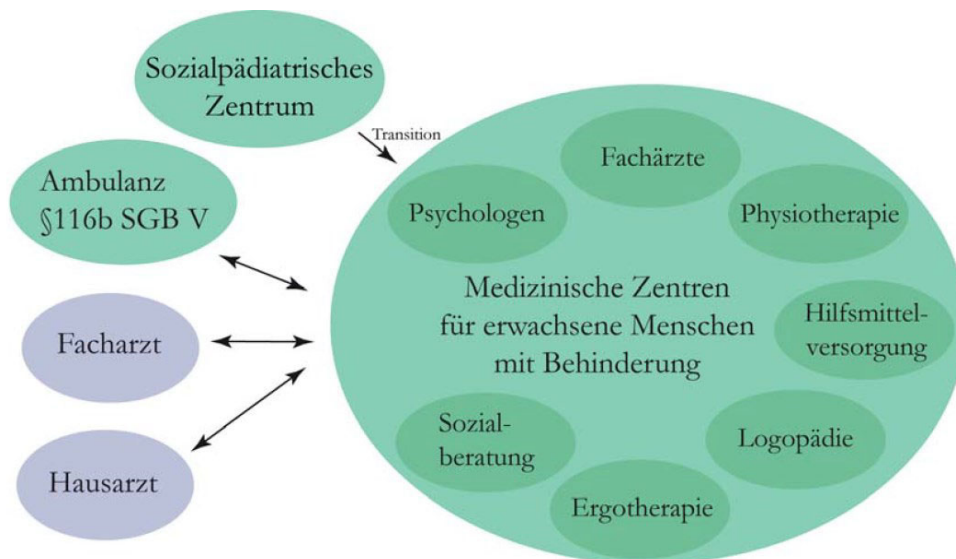 Sozialpädiatrisches
Zentrum
Transition
Ambulanz
§116b SGB V
Facharzt
Hausarzt
Fachärzte
Psychologen
Physiotherapie
Medizinische Zentren
für erwachsene Menschen
mit Behinderung
Hilfsmittel-
versorgung
Sozial-
beratung
Logopädie
Ergotherapie